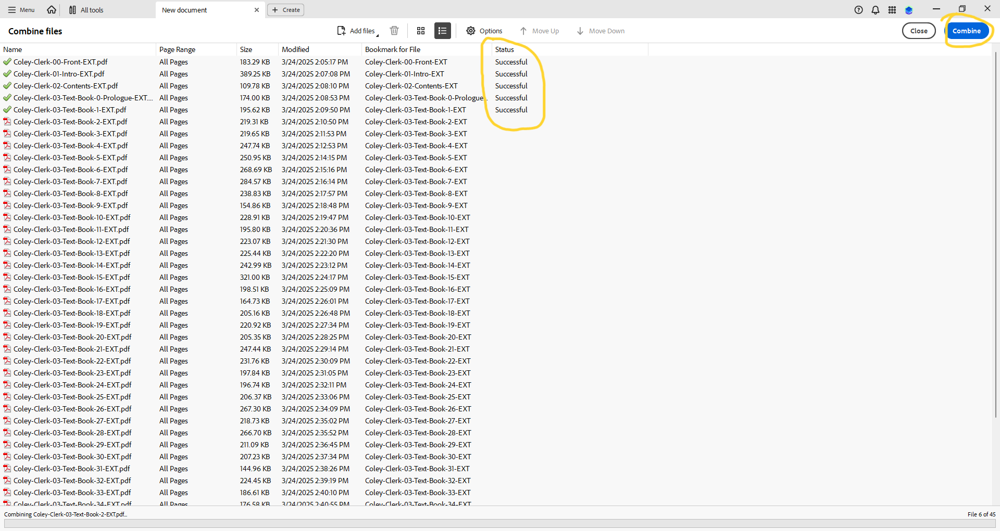 Menu All tools New document Create
Combine files Add files Options Move Up Move Down Close Combine
Name Page Range Size Modified Bookmark for File Status
Coley-Clerk-00-Front-EXT.pdf All Pages 183.29 KB 3/24/2025 2:05:17 PM Coley-Clerk-00-Front-EXT Successful
Coley-Clerk-01-Intro-EXT.pdf All Pages 389.25 KB 3/24/2025 2:07:08 PM Coley-Clerk-01-Intro-EXT Successful
Coley-Clerk-02-Contents-EXT.pdf All Pages 109.78 KB 3/24/2025 2:08:10 PM Coley-Clerk-02-Contents-EXT Successful
Coley-Clerk-03-Text-Book-0-Prologue-EXT.... All Pages 174.00 KB 3/24/2025 2:08:53 PM Coley-Clerk-03-Text-Book-0-Prologue... Successful
Coley-Clerk-03-Text-Book-1-EXT.pdf All Pages 195.62 KB 3/24/2025 2:09:50 PM Coley-Clerk-03-Text-Book-1-EXT Successful
Coley-Clerk-03-Text-Book-2-EXT.pdf All Pages 219.31 KB 3/24/2025 2:10:50 PM Coley-Clerk-03-Text-Book-2-EXT
Coley-Clerk-03-Text-Book-3-EXT.pdf All Pages 219.65 KB 3/24/2025 2:11:53 PM Coley-Clerk-03-Text-Book-3-EXT
Coley-Clerk-03-Text-Book-4-EXT.pdf All Pages 247.74 KB 3/24/2025 2:12:53 PM Coley-Clerk-03-Text-Book-4-EXT
Coley-Clerk-03-Text-Book-5-EXT.pdf All Pages 250.95 KB 3/24/2025 2:14:15 PM Coley-Clerk-03-Text-Book-5-EXT
Coley-Clerk-03-Text-Book-6-EXT.pdf All Pages 268.69 KB 3/24/2025 2:15:16 PM Coley-Clerk-03-Text-Book-6-EXT
Coley-Clerk-03-Text-Book-7-EXT.pdf All Pages 284.57 KB 3/24/2025 2:16:14 PM Coley-Clerk-03-Text-Book-7-EXT
Coley-Clerk-03-Text-Book-8-EXT.pdf All Pages 238.83 KB 3/24/2025 2:17:57 PM Coley-Clerk-03-Text-Book-8-EXT
Coley-Clerk-03-Text-Book-9-EXT.pdf All Pages 154.86 KB 3/24/2025 2:18:48 PM Coley-Clerk-03-Text-Book-9-EXT
Coley-Clerk-03-Text-Book-10-EXT.pdf All Pages 228.91 KB 3/24/2025 2:19:47 PM Coley-Clerk-03-Text-Book-10-EXT
Coley-Clerk-03-Text-Book-11-EXT.pdf All Pages 195.80 KB 3/24/2025 2:20:36 PM Coley-Clerk-03-Text-Book-11-EXT
Coley-Clerk-03-Text-Book-12-EXT.pdf All Pages 223.07 KB 3/24/2025 2:21:30 PM Coley-Clerk-03-Text-Book-12-EXT
Coley-Clerk-03-Text-Book-13-EXT.pdf All Pages 225.44 KB 3/24/2025 2:22:20 PM Coley-Clerk-03-Text-Book-13-EXT
Coley-Clerk-03-Text-Book-14-EXT.pdf All Pages 242.99 KB 3/24/2025 2:23:12 PM Coley-Clerk-03-Text-Book-14-EXT
Coley-Clerk-03-Text-Book-15-EXT.pdf All Pages 321.00 KB 3/24/2025 2:24:17 PM Coley-Clerk-03-Text-Book-15-EXT
Coley-Clerk-03-Text-Book-16-EXT.pdf All Pages 198.51 KB 3/24/2025 2:25:09 PM Coley-Clerk-03-Text-Book-16-EXT
Coley-Clerk-03-Text-Book-17-EXT.pdf All Pages 164.73 KB 3/24/2025 2:26:01 PM Coley-Clerk-03-Text-Book-17-EXT
Coley-Clerk-03-Text-Book-18-EXT.pdf All Pages 205.16 KB 3/24/2025 2:26:48 PM Coley-Clerk-03-Text-Book-18-EXT
Coley-Clerk-03-Text-Book-19-EXT.pdf All Pages 220.92 KB 3/24/2025 2:27:34 PM Coley-Clerk-03-Text-Book-19-EXT
Coley-Clerk-03-Text-Book-20-EXT.pdf All Pages 205.35 KB 3/24/2025 2:28:25 PM Coley-Clerk-03-Text-Book-20-EXT
Coley-Clerk-03-Text-Book-21-EXT.pdf All Pages 247.44 KB 3/24/2025 2:29:14 PM Coley-Clerk-03-Text-Book-21-EXT
Coley-Clerk-03-Text-Book-22-EXT.pdf All Pages 231.76 KB 3/24/2025 2:30:09 PM Coley-Clerk-03-Text-Book-22-EXT
Coley-Clerk-03-Text-Book-23-EXT.pdf All Pages 197.84 KB 3/24/2025 2:31:05 PM Coley-Clerk-03-Text-Book-23-EXT
Coley-Clerk-03-Text-Book-24-EXT.pdf All Pages 196.74 KB 3/24/2025 2:32:11 PM Coley-Clerk-03-Text-Book-24-EXT
Coley-Clerk-03-Text-Book-25-EXT.pdf All Pages 206.37 KB 3/24/2025 2:33:06 PM Coley-Clerk-03-Text-Book-25-EXT
Coley-Clerk-03-Text-Book-26-EXT.pdf All Pages 267.30 KB 3/24/2025 2:34:09 PM Coley-Clerk-03-Text-Book-26-EXT
Coley-Clerk-03-Text-Book-27-EXT.pdf All Pages 218.73 KB 3/24/2025 2:35:02 PM Coley-Clerk-03-Text-Book-27-EXT
Coley-Clerk-03-Text-Book-28-EXT.pdf All Pages 266.70 KB 3/24/2025 2:35:52 PM Coley-Clerk-03-Text-Book-28-EXT
Coley-Clerk-03-Text-Book-29-EXT.pdf All Pages 211.09 KB 3/24/2025 2:36:45 PM Coley-Clerk-03-Text-Book-29-EXT
Coley-Clerk-03-Text-Book-30-EXT.pdf All Pages 207.23 KB 3/24/2025 2:37:34 PM Coley-Clerk-03-Text-Book-30-EXT
Coley-Clerk-03-Text-Book-31-EXT.pdf All Pages 144.96 KB 3/24/2025 2:38:26 PM Coley-Clerk-03-Text-Book-31-EXT
Coley-Clerk-03-Text-Book-32-EXT.pdf All Pages 224.45 KB 3/24/2025 2:39:19 PM Coley-Clerk-03-Text-Book-32-EXT
Coley-Clerk-03-Text-Book-33-EXT.pdf All Pages 186.61 KB 3/24/2025 2:40:10 PM Coley-Clerk-03-Text-Book-33-EXT
Coley-Clerk-03-Text-Book-34-EXT.pdf All Pages 176.58 KB 3/24/2025 2:40:55 PM Coley-Clerk-03-Text-Book-34-EXT
Combining Coley-Clerk-03-Text-Book-2-EXT.pdf... File 6 of 45